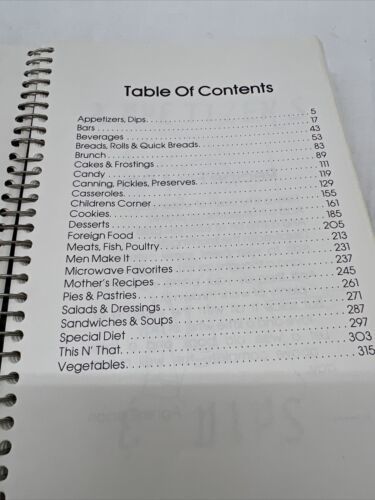 Table Of Contents
Appetizers, Dips. . . . . . . . . . . . . . . . . . . . . . . . . . . . . . 5
Bars . . . . . . . . . . . . . . . . . . . . . . . . . . . . . . 17
Beverages . . . . . . . . . . . . . . . . . . . . . . . . . . . . . . 43
Breads, Rolls & Quick Breads. . . . . . . . . . . . . . . . . . . . . . 53
Brunch . . . . . . . . . . . . . . . . . . . . . . . . . . . . . . 83
Cakes & Frostings . . . . . . . . . . . . . . . . . . . . . . . . . . 89
Candy . . . . . . . . . . . . . . . . . . . . . . . . . . . . . . 111
Canning, Pickles, Preserves. . . . . . . . . . . . . . . . . . . . . . 119
Casseroles . . . . . . . . . . . . . . . . . . . . . . . . . . . . . . 129
Childrens Corner . . . . . . . . . . . . . . . . . . . . . . . . . . 155
Cookies. . . . . . . . . . . . . . . . . . . . . . . . . . . . . . 161
Desserts . . . . . . . . . . . . . . . . . . . . . . . . . . . . . . 185
Foreign Food . . . . . . . . . . . . . . . . . . . . . . . . . . . . 205
Meats, Fish, Poultry. . . . . . . . . . . . . . . . . . . . . . . . . . 213
Men Make It . . . . . . . . . . . . . . . . . . . . . . . . . . . . 231
Microwave Favorites . . . . . . . . . . . . . . . . . . . . . . . . 237
Mother's Recipes . . . . . . . . . . . . . . . . . . . . . . . . . . 245
Pies & Pastries . . . . . . . . . . . . . . . . . . . . . . . . . . . . 261
Salads & Dressings . . . . . . . . . . . . . . . . . . . . . . . . . . 271
Sandwiches & Soups . . . . . . . . . . . . . . . . . . . . . . . . 287
Special Diet . . . . . . . . . . . . . . . . . . . . . . . . . . . . 297
This N' That. . . . . . . . . . . . . . . . . . . . . . . . . . . . . . 303
Vegetables. . . . . . . . . . . . . . . . . . . . . . . . . . . . . . 315